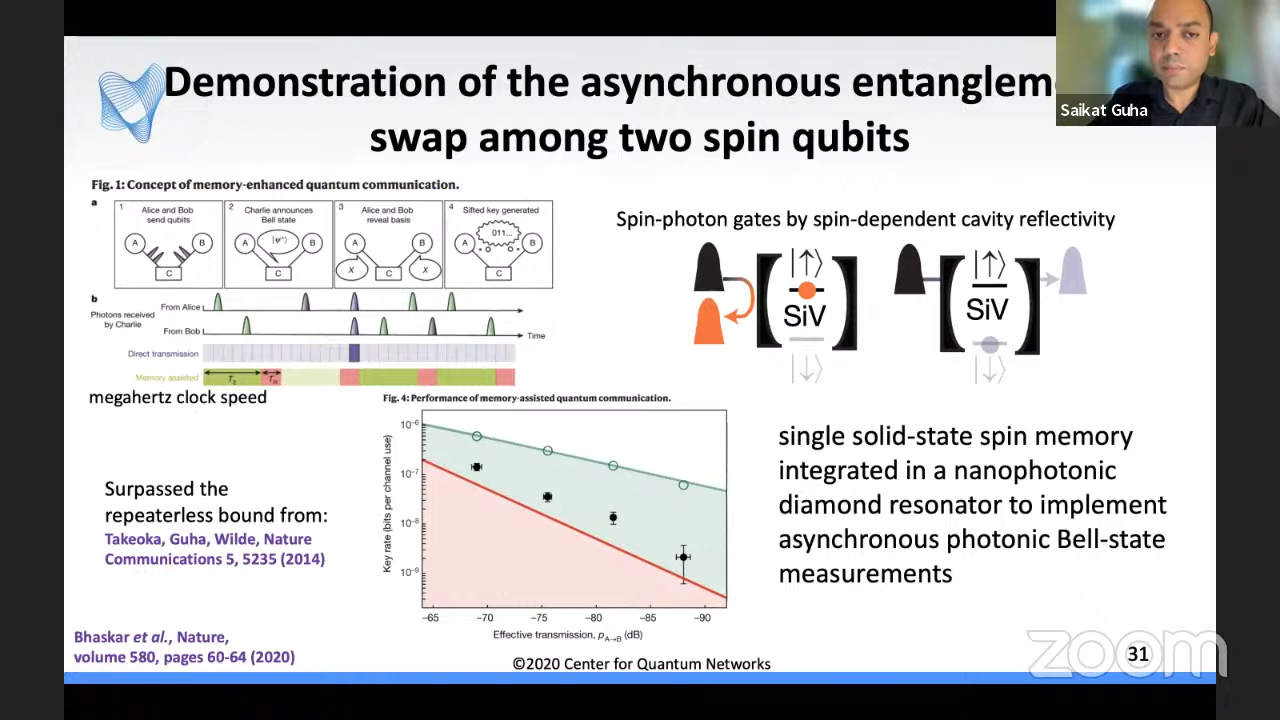 Demonstration of the asynchronous entanglem
swap among two spin qubits
Saikat Guha
Fig. 1: Concept of memory-enhanced quantum communication.
a
1 Alice and Bob send qubits
A
B
C
2 Charlie announces Bell state
A
B
C
3 Alice and Bob reveal basis
A
B
X
C
X
4 Sifted key generated
011...
A
B
C
b
Photons received
by Charlie
From Alice
From Bob
Time
Direct transmission
Memory assisted
T2
TR
megahertz clock speed
Spin-photon gates by spin-dependent cavity reflectivity
|↑⟩
SiV
|↓⟩
|↑⟩
SiV
|↓⟩
Fig. 4: Performance of memory-assisted quantum communication.
Key rate (bits per channel use)
10⁻⁶
10⁻⁷
10⁻⁸
10⁻⁹
−65 −70 −75 −80 −85 −90
Effective transmission, pA→B (dB)
Surpassed the
repeaterless bound from:
Takeoka, Guha, Wilde, Nature
Communications 5, 5235 (2014)
single solid-state spin memory
integrated in a nanophotonic
diamond resonator to implement
asynchronous photonic Bell-state
measurements
Bhaskar et al., Nature,
volume 580, pages 60-64 (2020)
©2020 Center for Quantum Networks
31
zoom